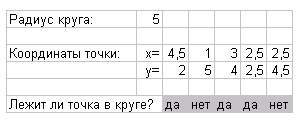 Радиус круга: 5
Координаты точки: x= 4,5 1 3 2,5 2,5
y= 2 5 4 2,5 4,5
Лежит ли точка в круге? да нет да да нет